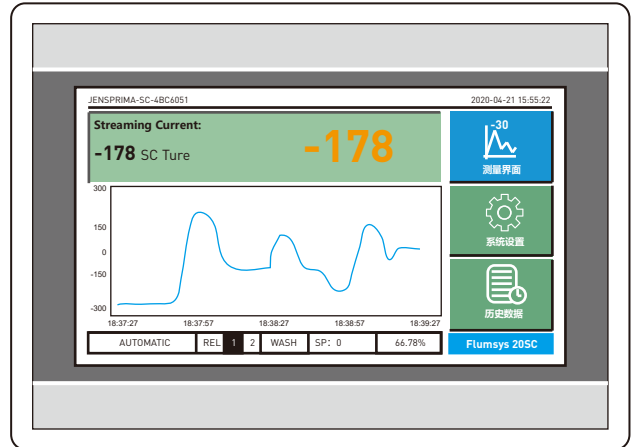 JENSPRIMA-SC-4BC6051 2020-04-21 15:55:22
Streaming Current:
-178 SC Ture
-178
-30
测量界面
系统设置
历史数据
300
150
0
-150
-300
18:37:27 18:37:57 18:38:27 18:38:57 18:39:27
AUTOMATIC REL 1 2 WASH SP: 0 66.78%
Flumsys 20SC